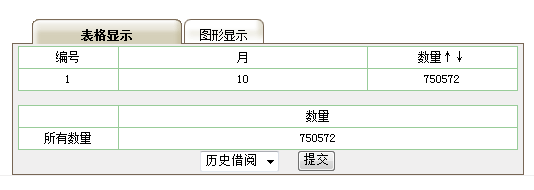 表格显示 图形显示
编号 月 数量↑↓
1 10 750572
数量
所有数量 750572
历史借阅 提交